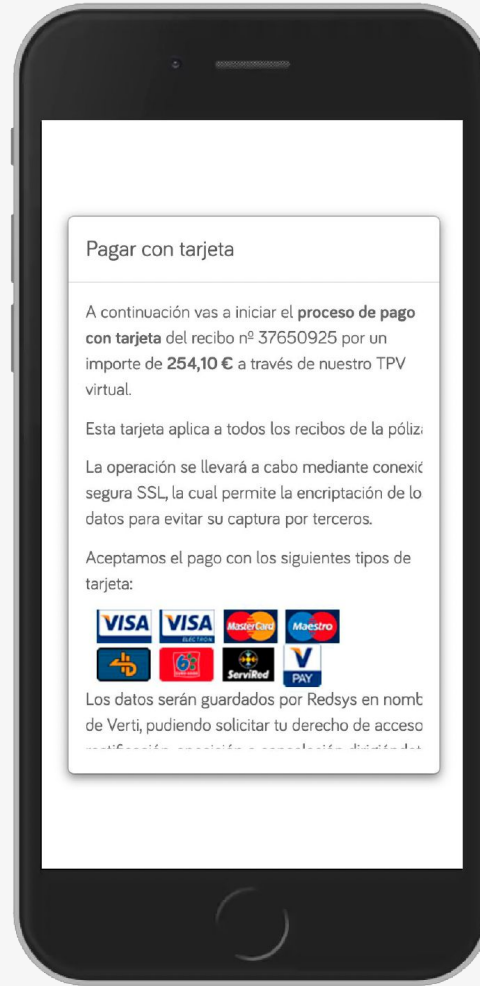 Pagar con tarjeta
A continuación vas a iniciar el proceso de pago
con tarjeta del recibo nº 37650925 por un
importe de 254,10 € a través de nuestro TPV
virtual.
Esta tarjeta aplica a todos los recibos de la póliza
La operación se llevará a cabo mediante conexió
segura SSL, la cual permite la encriptación de lo
datos para evitar su captura por terceros.
Aceptamos el pago con los siguientes tipos de
tarjeta:
VISA VISA ELECTRON MasterCard Maestro
4B 6 ServiRed V PAY
Los datos serán guardados por Redsys en nomb
de Verti, pudiendo solicitar tu derecho de acceso